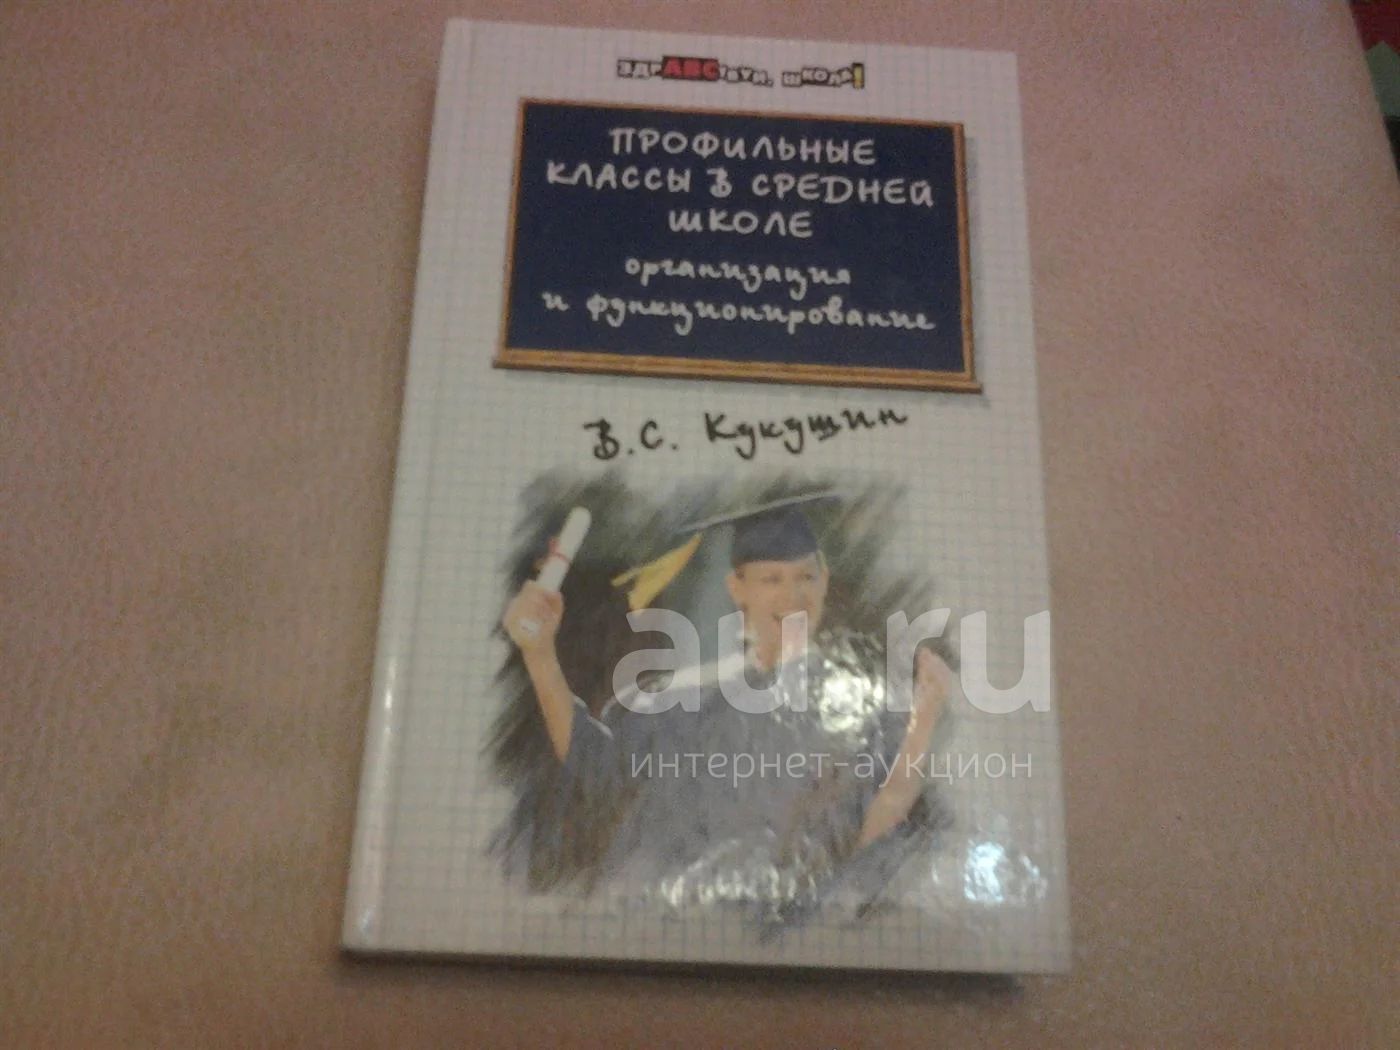 здрАВСтвуй, школа!
ПРОФИЛЬНЫЕ
КЛАССЫ В СРЕДНЕЙ
ШКОЛЕ
организация
и функционирование
В.С. Кукушин
au.ru
интернет-аукцион